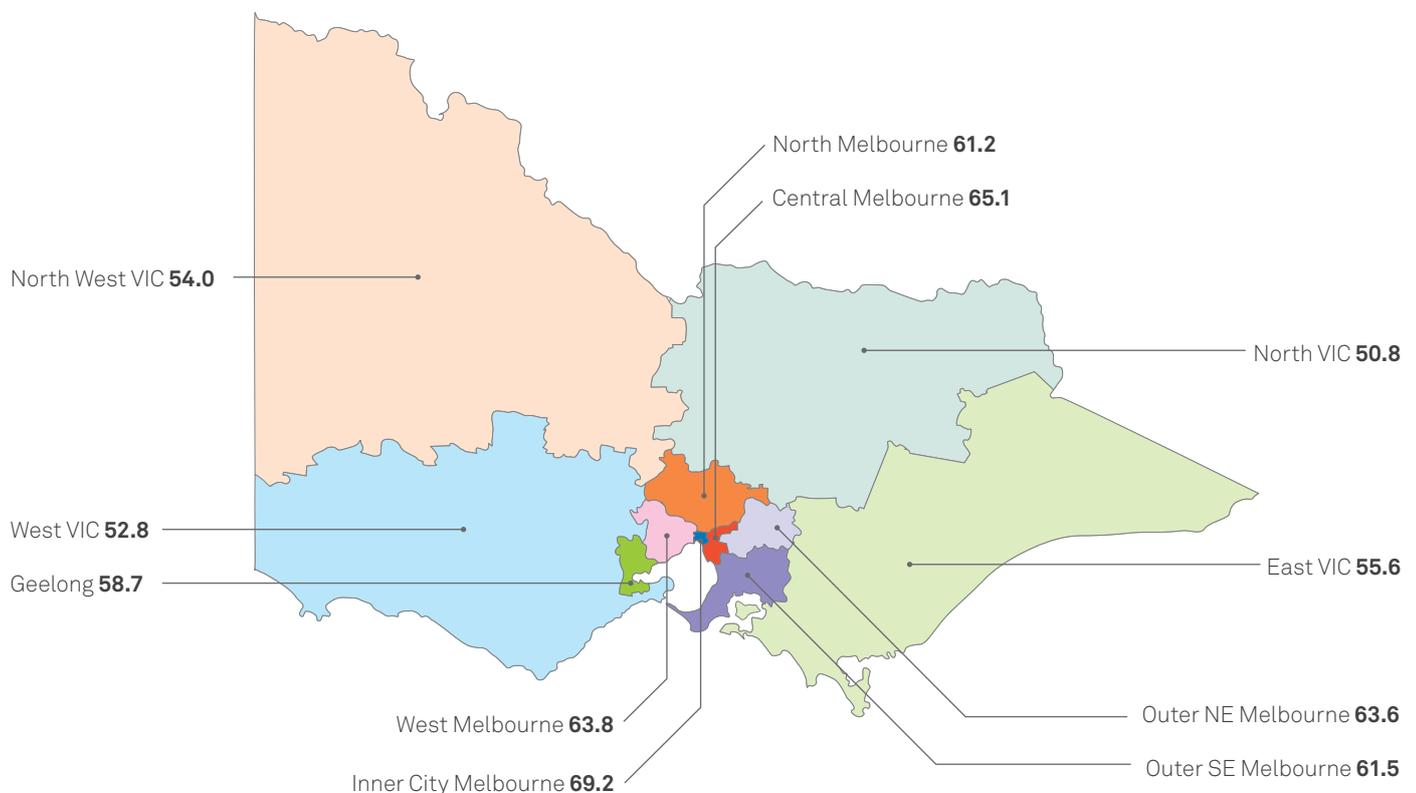 North Melbourne 61.2
Central Melbourne 65.1
North West VIC 54.0
North VIC 50.8
West VIC 52.8
East VIC 55.6
Geelong 58.7
Outer NE Melbourne 63.6
West Melbourne 63.8
Outer SE Melbourne 61.5
Inner City Melbourne 69.2